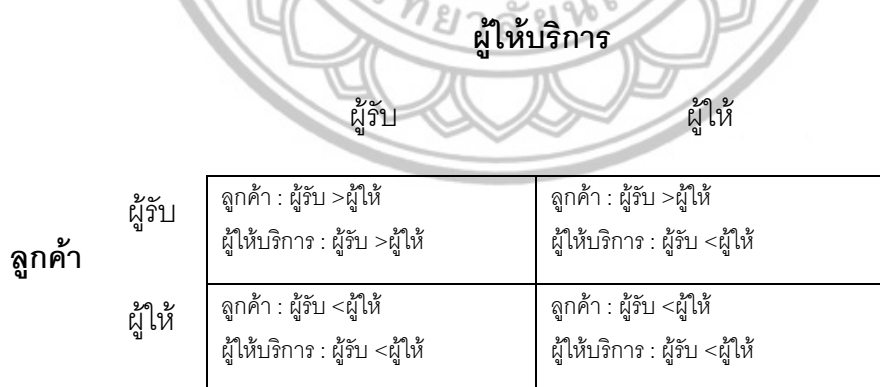 ทยาลัยน
ผู้ให้บริการ
ผู้รับ ผู้ให้
ผู้รับ
ลูกค้า : ผู้รับ >ผู้ให้
ผู้ให้บริการ : ผู้รับ >ผู้ให้
ลูกค้า : ผู้รับ >ผู้ให้
ผู้ให้บริการ : ผู้รับ <ผู้ให้
ลูกค้า
ผู้ให้
ลูกค้า : ผู้รับ <ผู้ให้
ผู้ให้บริการ : ผู้รับ <ผู้ให้
ลูกค้า : ผู้รับ <ผู้ให้
ผู้ให้บริการ : ผู้รับ <ผู้ให้